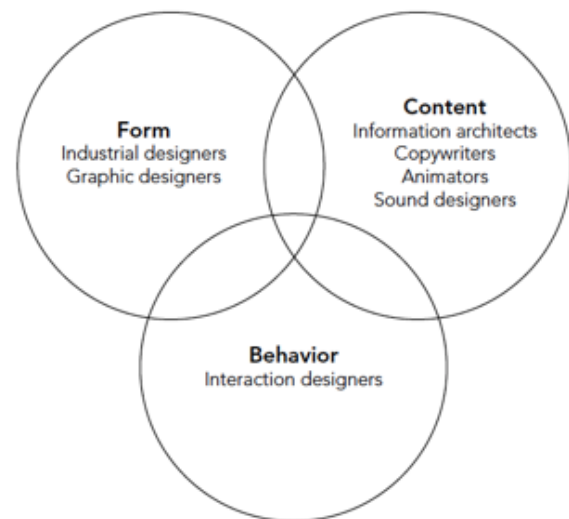 Form
Industrial designers
Graphic designers
Content
Information architects
Copywriters
Animators
Sound designers
Behavior
Interaction designers